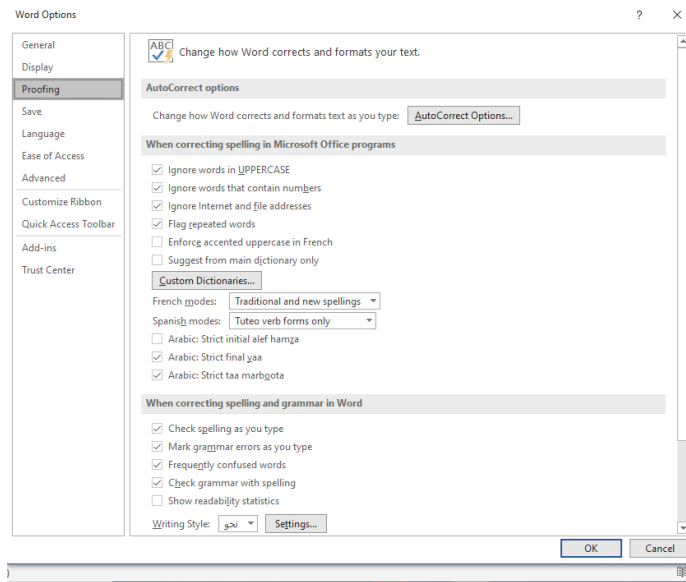 Word Options
General
Display
Proofing
Save
Language
Ease of Access
Advanced
Customize Ribbon
Quick Access Toolbar
Add-ins
Trust Center
ABC
Change how Word corrects and formats your text.
AutoCorrect options
Change how Word corrects and formats text as you type: AutoCorrect Options...
When correcting spelling in Microsoft Office programs
Ignore words in UPPERCASE
Ignore words that contain numbers
Ignore Internet and file addresses
Flag repeated words
Enforce accented uppercase in French
Suggest from main dictionary only
Custom Dictionaries...
French modes: Traditional and new spellings
Spanish modes: Tuteo verb forms only
Arabic: Strict initial alef hamza
Arabic: Strict final yaa
Arabic: Strict taa marboota
When correcting spelling and grammar in Word
Check spelling as you type
Mark grammar errors as you type
Frequently confused words
Check grammar with spelling
Show readability statistics
Writing Style: نحو Settings...
OK Cancel